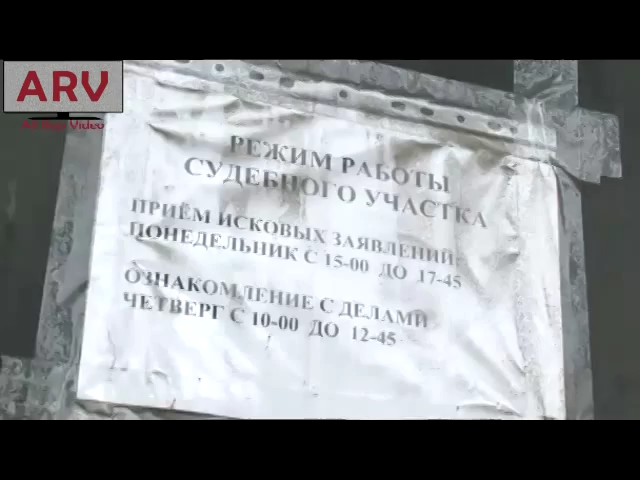 ARV
РЕЖИМ РАБОТЫ
СУДЕБНОГО УЧАСТКА
ПРИЁМ ИСКОВЫХ ЗАЯВЛЕНИЙ:
ПОНЕДЕЛЬНИК С 15-00 ДО 17-45
ОЗНАКОМЛЕНИЕ С ДЕЛАМИ
ЧЕТВЕРГ С 10-00 ДО 12-45